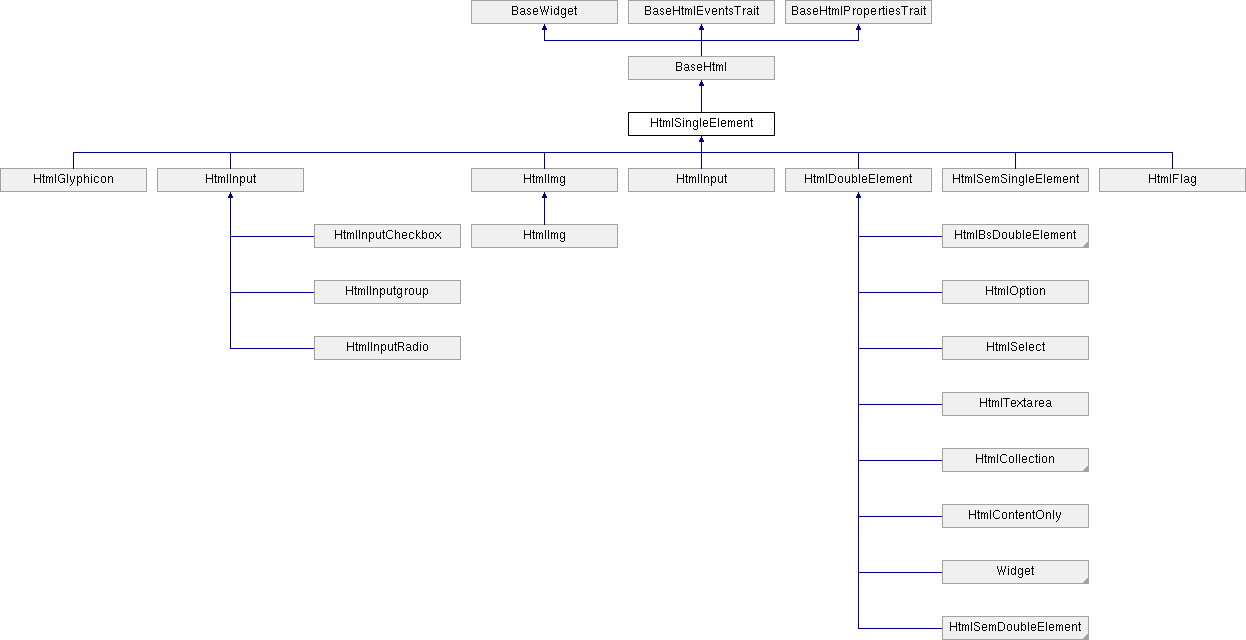 BaseWidget
BaseHtmlEventsTrait
BaseHtmlPropertiesTrait
BaseHtml
HtmlSingleElement
HtmlGlyphicon
HtmlInput
HtmlImg
HtmlInput
HtmlDoubleElement
HtmlSemSingleElement
HtmlFlag
HtmlInputCheckbox
HtmlImg
HtmlBsDoubleElement
HtmlInputgroup
HtmlOption
HtmlInputRadio
HtmlSelect
HtmlTextarea
HtmlCollection
HtmlContentOnly
Widget
HtmlSemDoubleElement